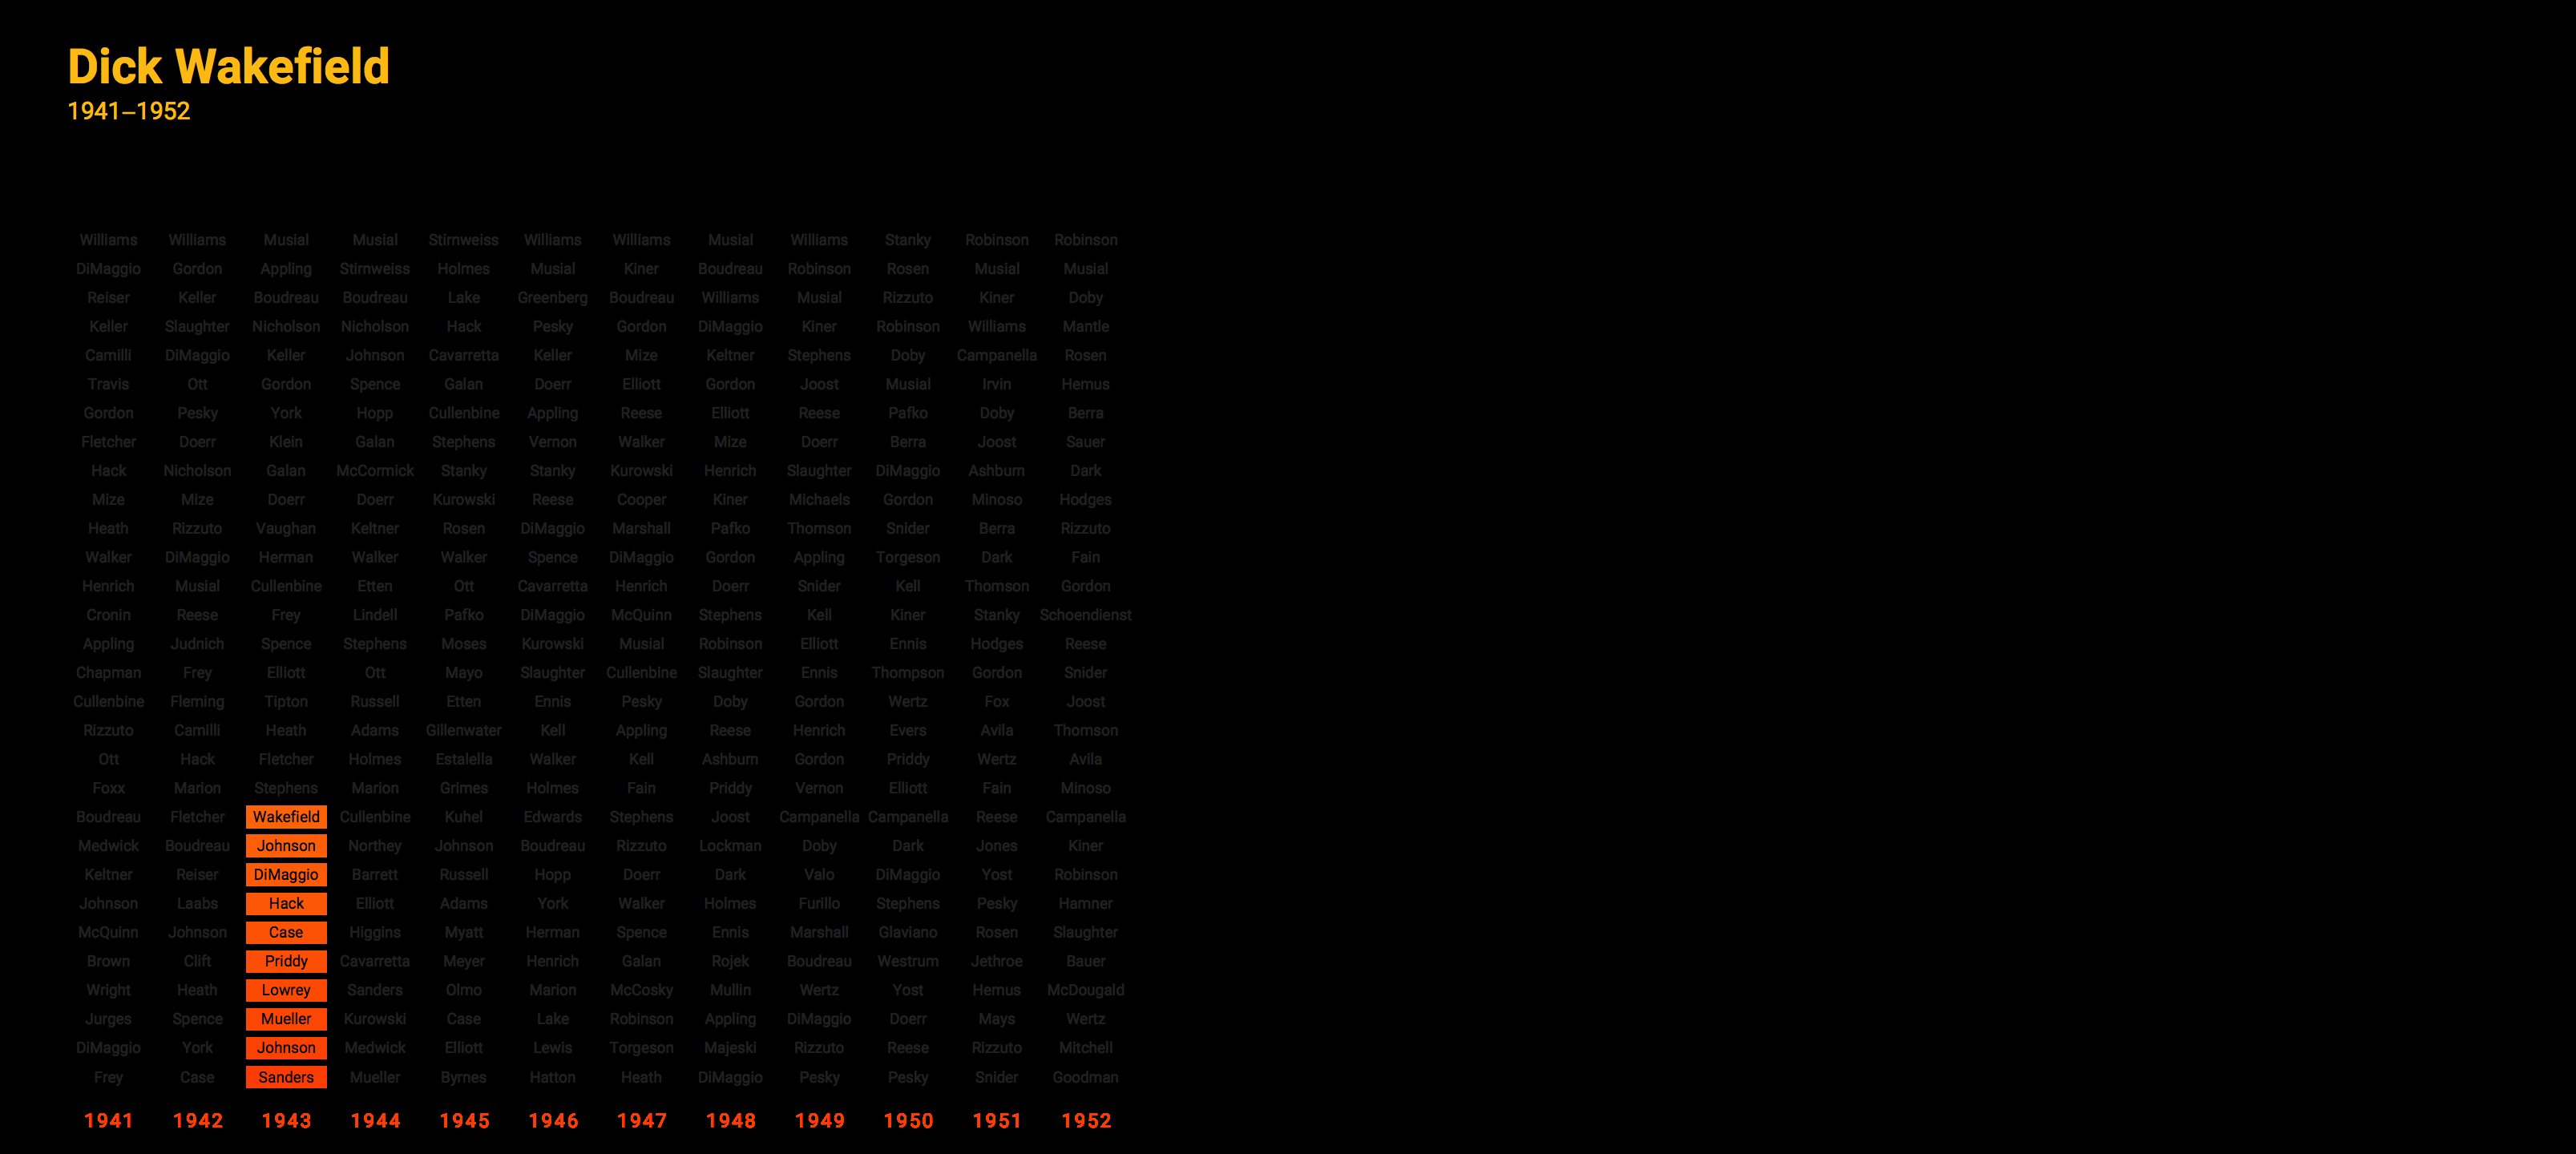 Dick Wakefield
1941–1952
Williams Williams Musial Musial Stirnweiss Williams Williams Musial Williams Stanky Robinson Robinson
DiMaggio Gordon Appling Stirnweiss Holmes Musial Kiner Boudreau Robinson Rosen Musial Musial
Reiser Keller Boudreau Boudreau Lake Greenberg Boudreau Williams Musial Rizzuto Kiner Doby
Keller Slaughter Nicholson Nicholson Hack Pesky Gordon DiMaggio Kiner Robinson Williams Mantle
Camilli DiMaggio Keller Johnson Cavarretta Keller Mize Keltner Stephens Doby Campanella Rosen
Travis Ott Gordon Spence Galan Doerr Elliott Gordon Joost Musial Irvin Hemus
Gordon Pesky York Hopp Cullenbine Appling Reese Elliott Reese Pafko Doby Berra
Fletcher Doerr Klein Galan Stephens Vernon Walker Mize Doerr Berra Joost Sauer
Hack Nicholson Galan McCormick Stanky Stanky Kurowski Henrich Slaughter DiMaggio Ashburn Dark
Mize Mize Doerr Doerr Kurowski Reese Cooper Kiner Michaels Gordon Minoso Hodges
Heath Rizzuto Vaughan Keltner Rosen DiMaggio Marshall Pafko Thomson Snider Berra Rizzuto
Walker DiMaggio Herman Walker Walker Spence DiMaggio Gordon Appling Torgeson Dark Fain
Henrich Musial Cullenbine Etten Ott Cavarretta Henrich Doerr Snider Kell Thomson Gordon
Cronin Reese Frey Lindell Pafko DiMaggio McQuinn Stephens Kell Kiner Stanky Schoendienst
Appling Judnich Spence Stephens Moses Kurowski Musial Robinson Elliott Ennis Hodges Reese
Chapman Frey Elliott Ott Mayo Slaughter Cullenbine Slaughter Ennis Thompson Gordon Snider
Cullenbine Fleming Tipton Russell Etten Ennis Pesky Doby Gordon Wertz Fox Joost
Rizzuto Camilli Heath Adams Gillenwater Kell Appling Reese Henrich Evers Avila Thomson
Ott Hack Fletcher Holmes Estalella Walker Kell Ashburn Gordon Priddy Wertz Avila
Foxx Marion Stephens Marion Grimes Holmes Fain Priddy Vernon Elliott Fain Minoso
Boudreau Fletcher Wakefield Cullenbine Kuhel Edwards Stephens Joost Campanella Campanella Reese Campanella
Medwick Boudreau Johnson Northey Johnson Boudreau Rizzuto Lockman Doby Dark Jones Kiner
Keltner Reiser DiMaggio Barrett Russell Hopp Doerr Dark Valo DiMaggio Yost Robinson
Johnson Laabs Hack Elliott Adams York Walker Holmes Furillo Stephens Pesky Hamner
McQuinn Johnson Case Higgins Myatt Herman Spence Ennis Marshall Glaviano Rosen Slaughter
Brown Clift Priddy Cavarretta Meyer Henrich Galan Rojek Boudreau Westrum Jethroe Bauer
Wright Heath Lowrey Sanders Olmo Marion McCosky Mullin Wertz Yost Hemus McDougald
Jurges Spence Mueller Kurowski Case Lake Robinson Appling DiMaggio Doerr Mays Wertz
DiMaggio York Johnson Medwick Elliott Lewis Torgeson Majeski Rizzuto Reese Rizzuto Mitchell
Frey Case Sanders Mueller Byrnes Hatton Heath DiMaggio Pesky Pesky Snider Goodman
1941 1942 1943 1944 1945 1946 1947 1948 1949 1950 1951 1952